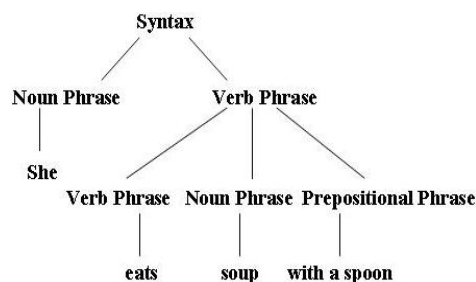 Syntax
Noun Phrase Verb Phrase
She
Verb Phrase Noun Phrase Prepositional Phrase
eats soup with a spoon